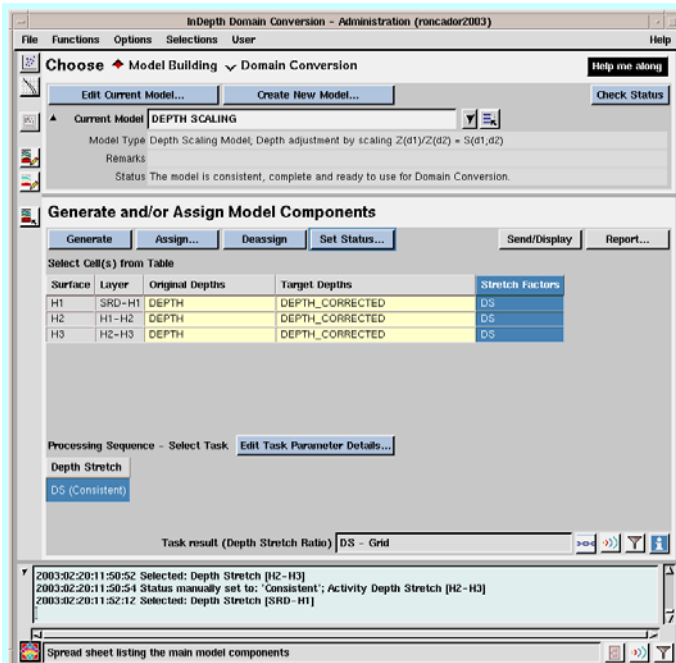 InDepth Domain Conversion - Administration (roncador2003)
File Functions Options Selections User Help
Choose Model Building Domain Conversion Help me along
Edit Current Model... Create New Model... Check Status
Current Model DEPTH SCALING
Model Type Depth Scaling Model; Depth adjustment by scaling Z(d1)/Z(d2) = S(d1;d2)
Remarks
Status The model is consistent, complete and ready to use for Domain Conversion.
Generate and/or Assign Model Components
Generate Assign... Deassign Set Status... Send/Display Report...
Select Cell(s) from Table
Surface Layer Original Depths Target Depths Stretch Factors
H1 SRD-H1 DEPTH DEPTH_CORRECTED DS
H2 H1-H2 DEPTH DEPTH_CORRECTED DS
H3 H2-H3 DEPTH DEPTH_CORRECTED DS
Processing Sequence - Select Task Edit Task Parameter Details...
Depth Stretch
DS (Consistent)
Task result (Depth Stretch Ratio) DS - Grid
2003:02:20:11:50:52 Selected: Depth Stretch [H2-H3]
2003:02:20:11:50:54 Status manually set to: 'Consistent'; Activity Depth Stretch [H2-H3]
2003:02:20:11:52:12 Selected: Depth Stretch [SRD-H1]
Spread sheet listing the main model components